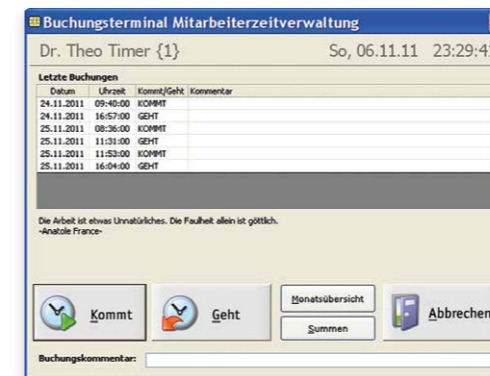 Buchungsterminal Mitarbeiterzeitverwaltung
Dr. Theo Timer {1} So, 06.11.11 23:29:4
Letzte Buchungen
Datum Uhrzeit Kommt/Geht Kommentar
24.11.2011 09:40:00 KOMMT
24.11.2011 16:57:00 GEHT
25.11.2011 08:36:00 KOMMT
25.11.2011 11:31:00 GEHT
25.11.2011 11:53:00 KOMMT
25.11.2011 16:04:00 GEHT
Die Arbeit ist etwas Unnatürliches. Die Faulheit allein ist göttlich.
-Anatole France-
Kommt Geht Monatsübersicht Abbrechen
Summen
Buchungskommentar: